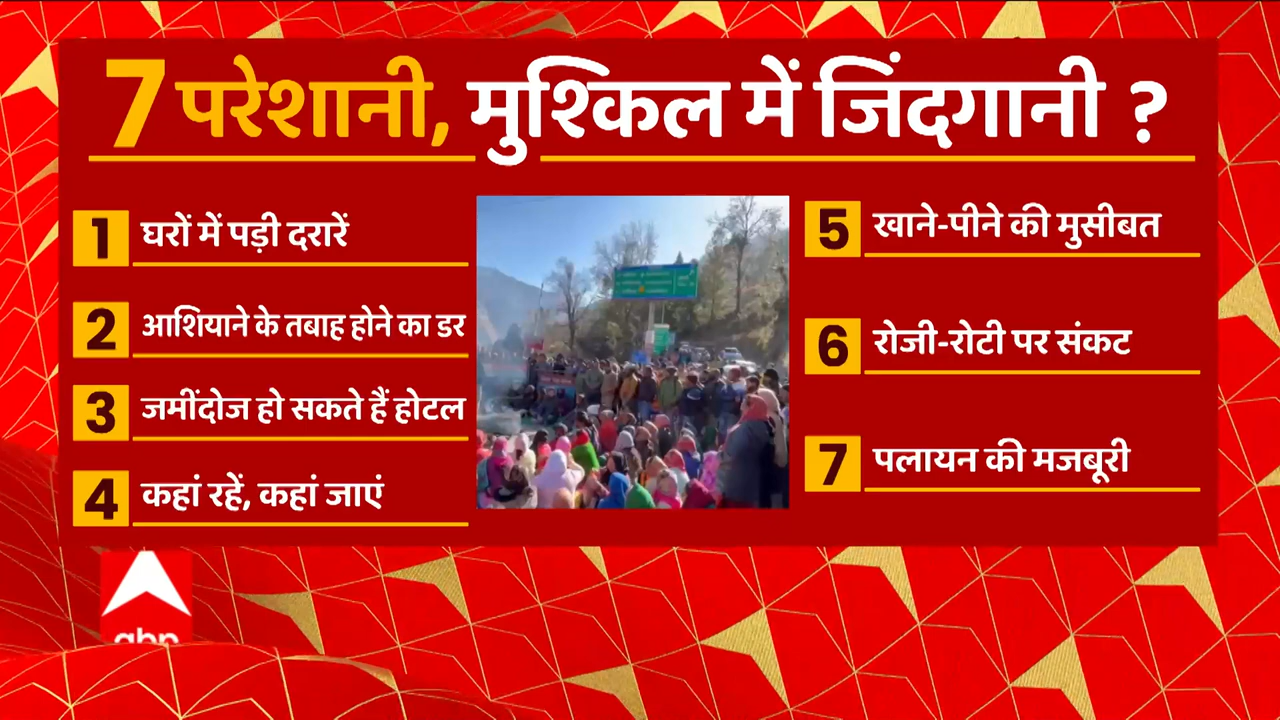 7 परेशानी, मुश्किल में जिंदगानी ?
1 घरों में पड़ी दरारें
2 आशियाने के तबाह होने का डर
3 जमींदोज हो सकते हैं होटल
4 कहां रहें, कहां जाएं
5 खाने-पीने की मुसीबत
6 रोजी-रोटी पर संकट
7 पलायन की मजबूरी
abp